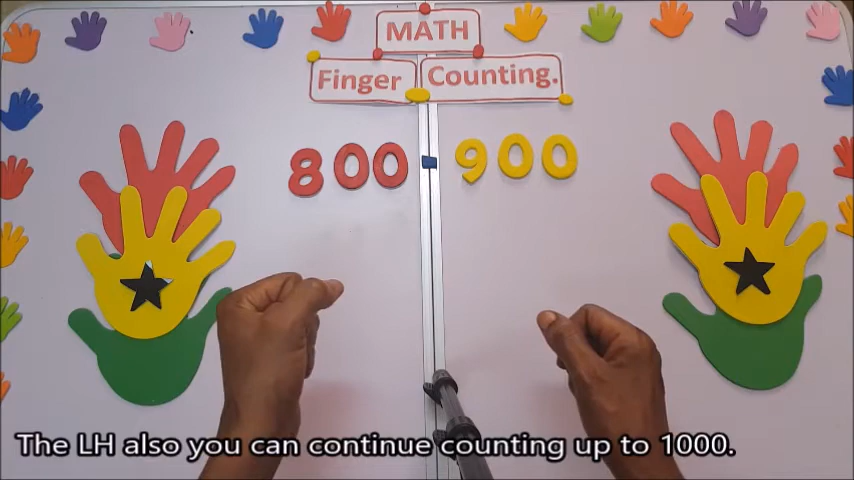 MATH
Finger Counting.
800 900
The LH also you can continue counting up to 1000.